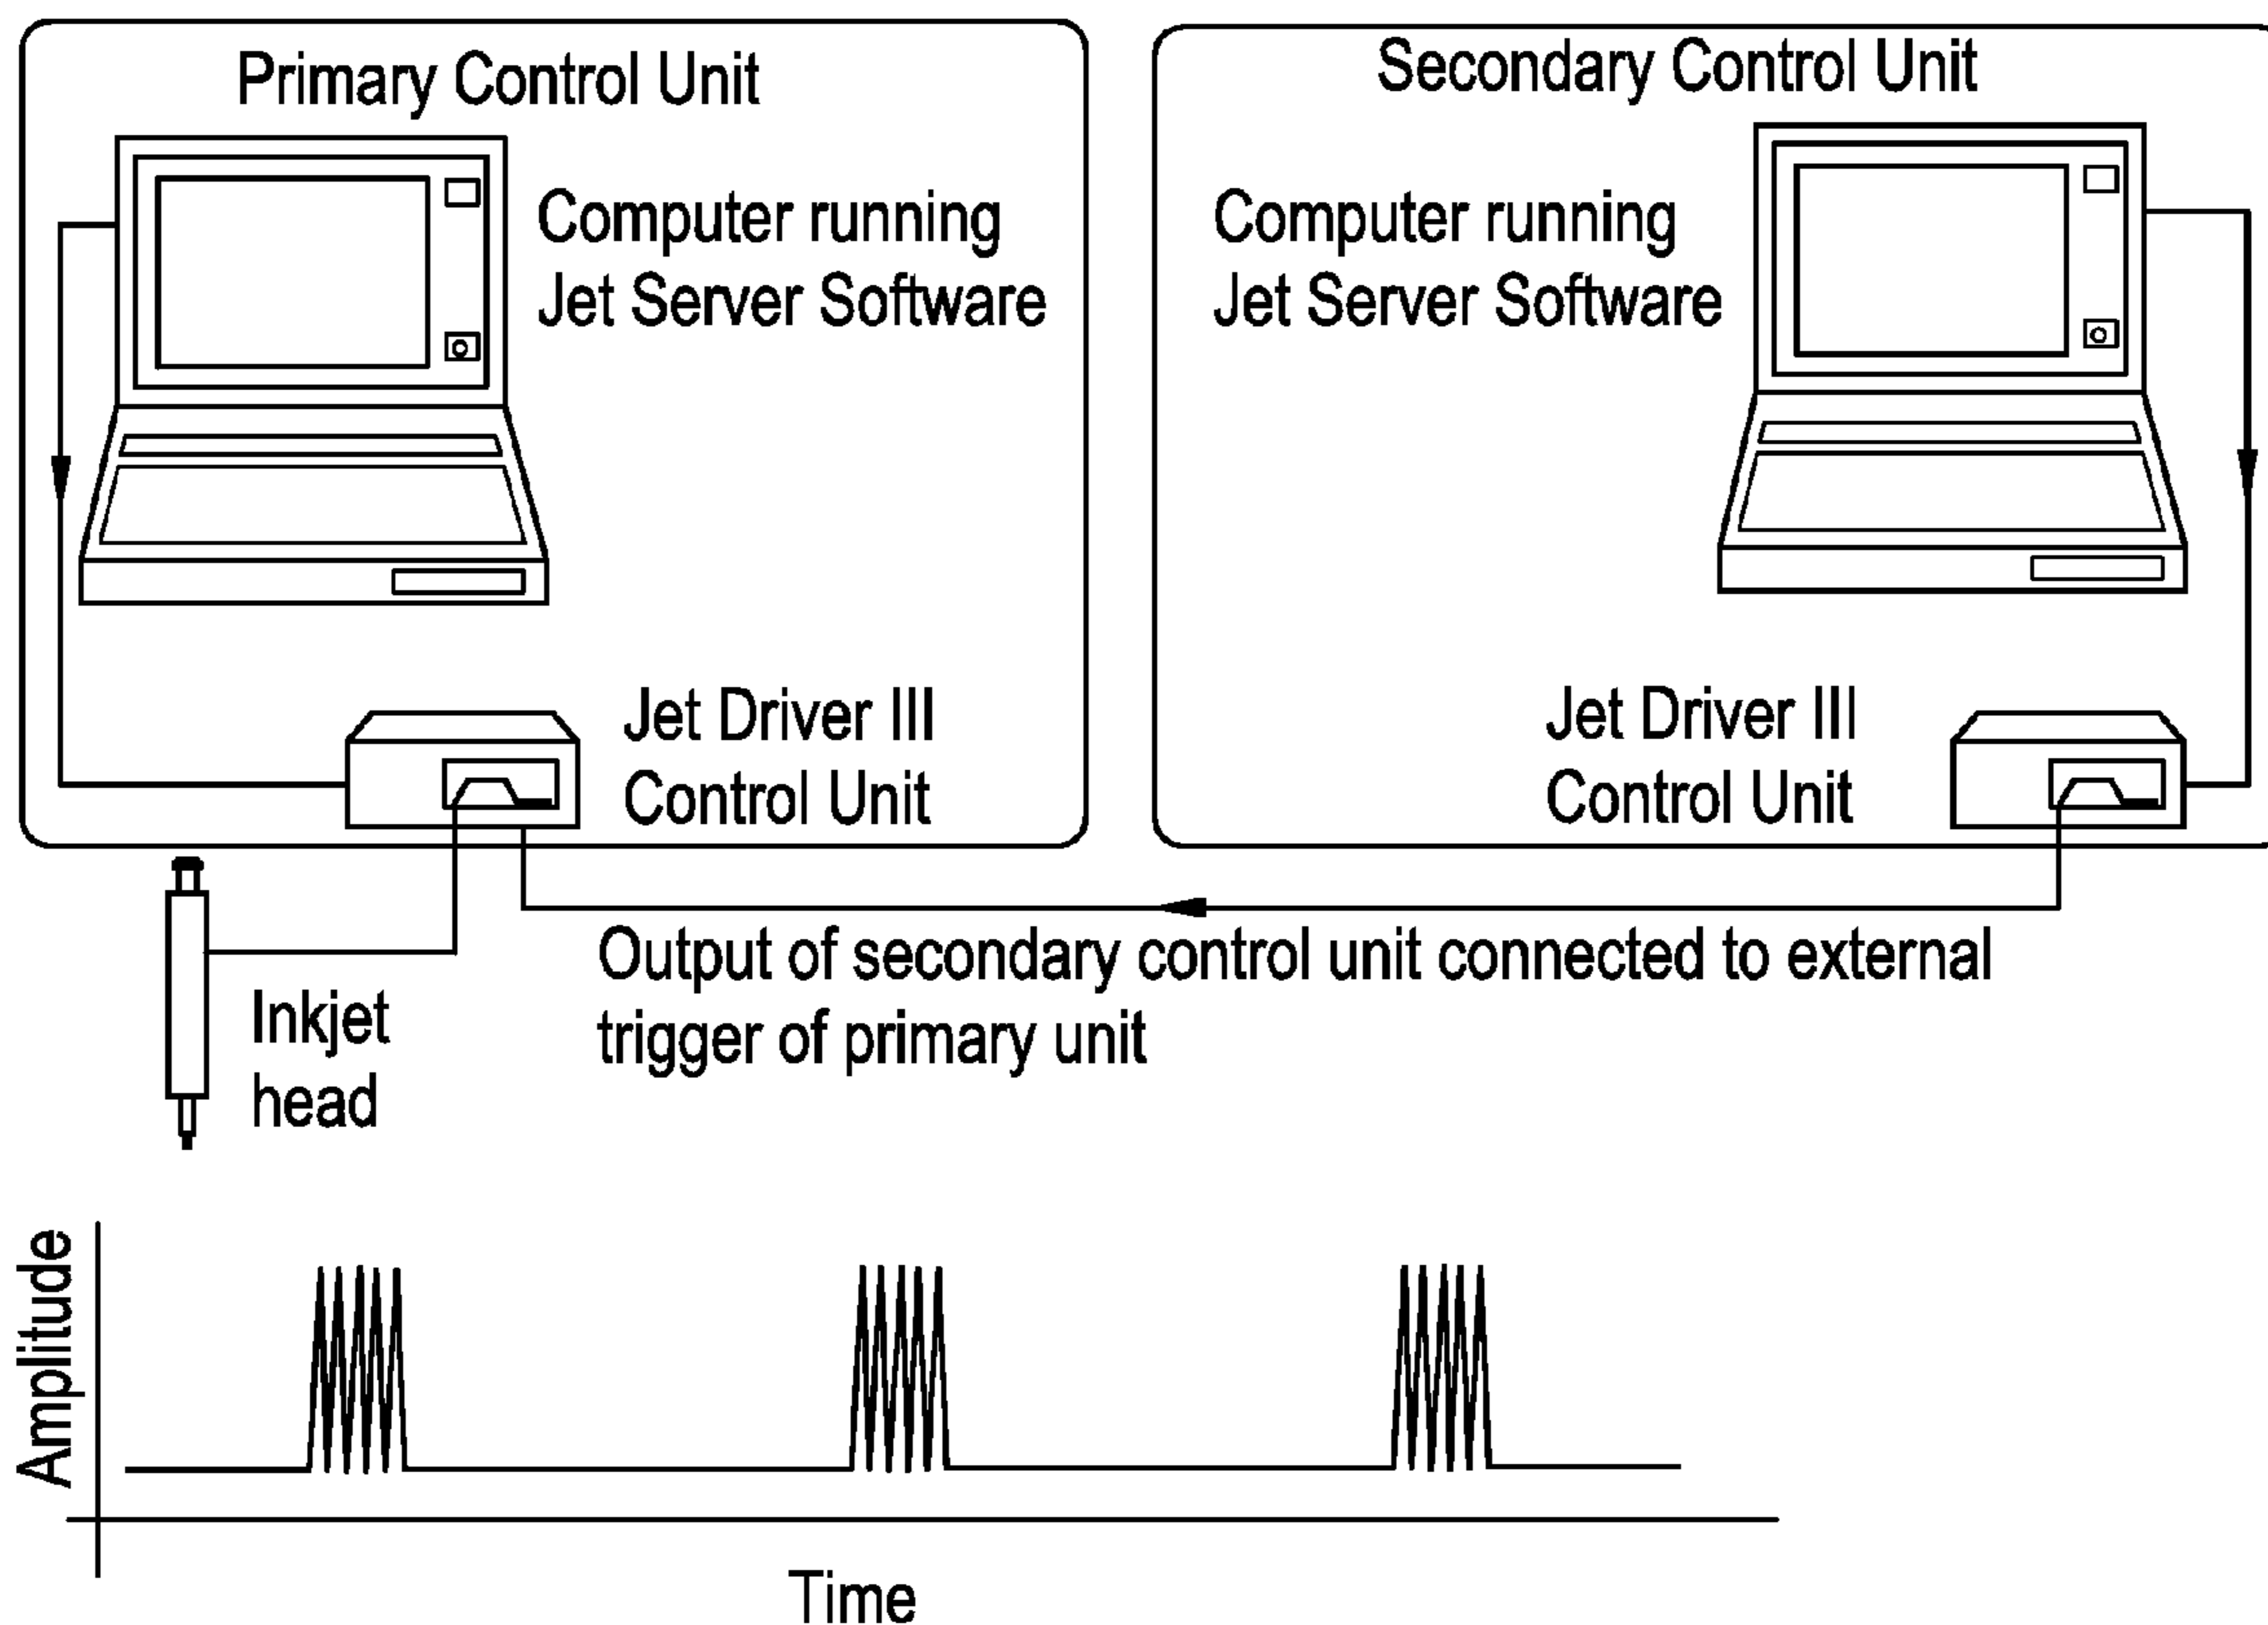 Primary Control Unit
Computer running
Jet Server Software
Jet Driver III
Control Unit
Secondary Control Unit
Computer running
Jet Server Software
Jet Driver III
Control Unit
Inkjet
head
Output of secondary control unit connected to external
trigger of primary unit
Amplitude
Time